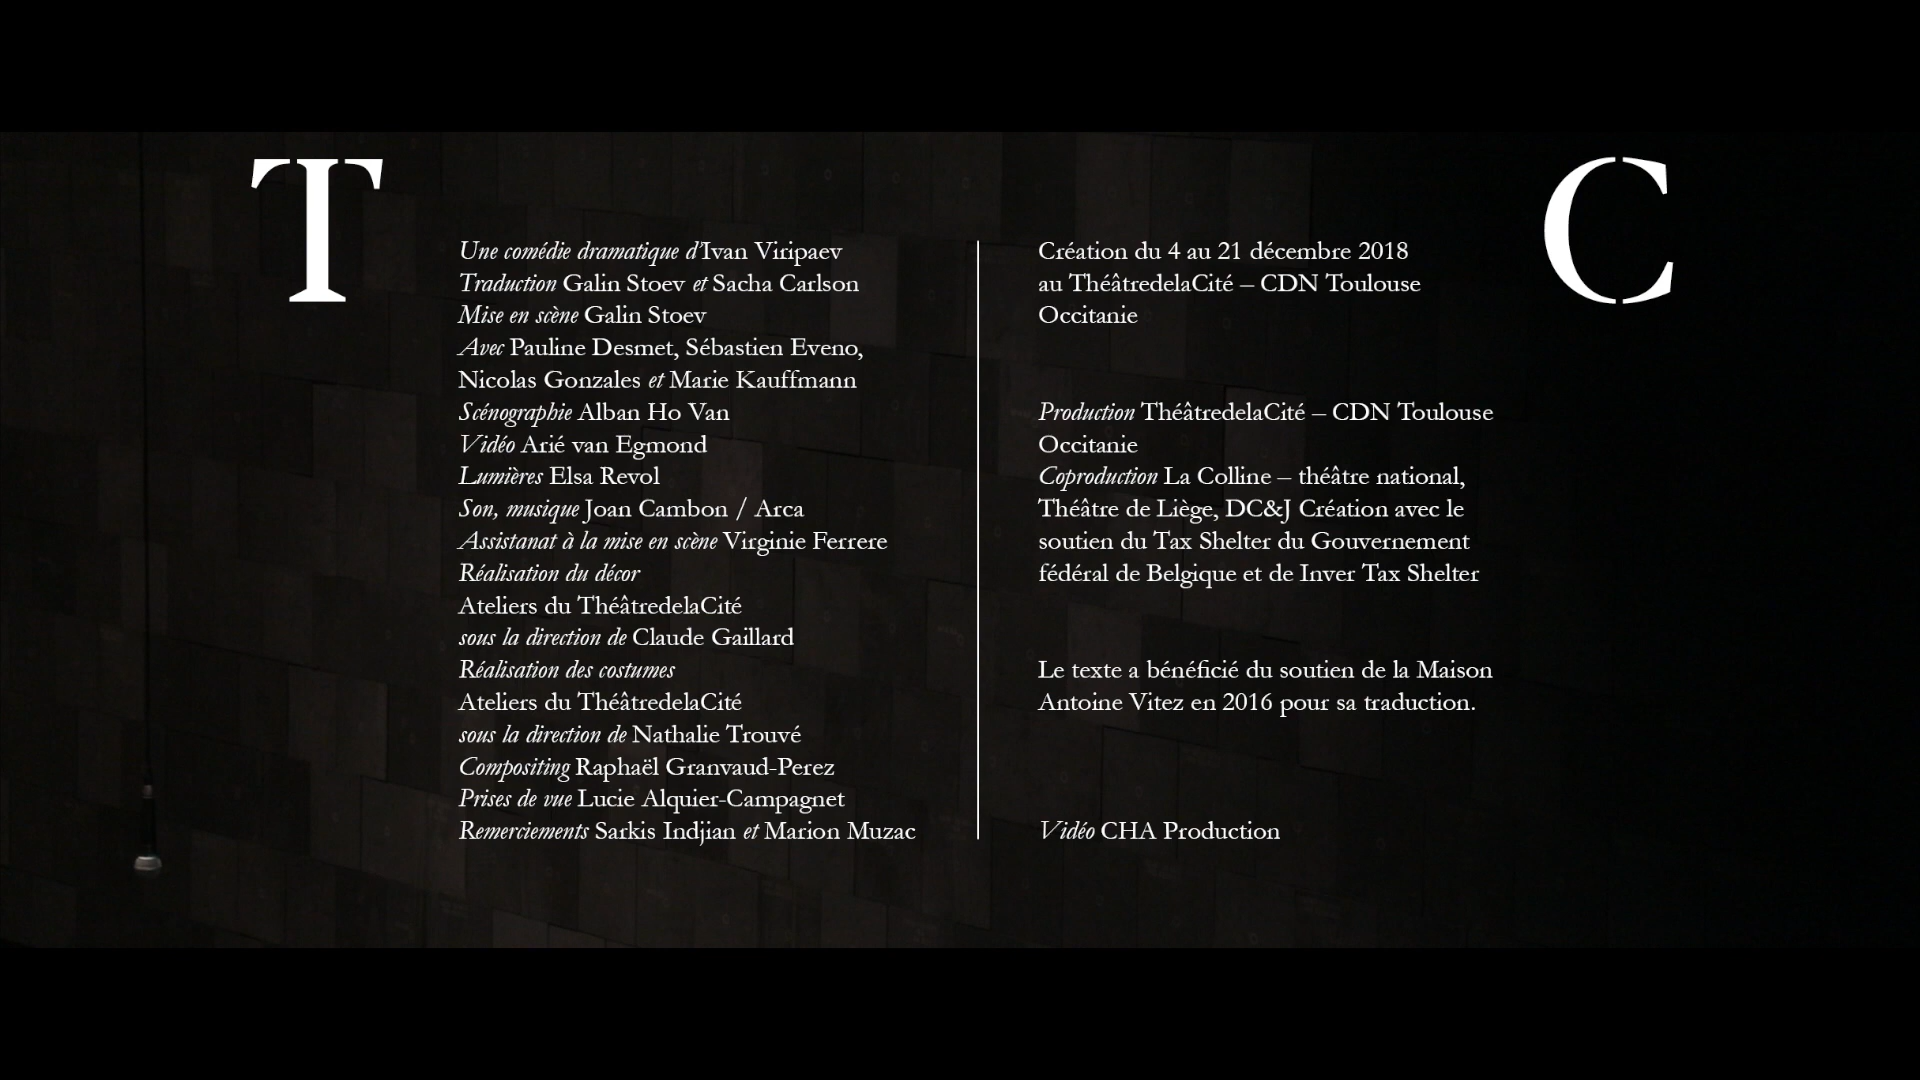 T
C
Une comédie dramatique d'Ivan Viripaev
Traduction Galin Stoev et Sacha Carlson
Mise en scène Galin Stoev
Avec Pauline Desmet, Sébastien Eveno,
Nicolas Gonzales et Marie Kauffmann
Scénographie Alban Ho Van
Vidéo Arié van Egmond
Lumières Elsa Revol
Son, musique Joan Cambon / Arca
Assistanat à la mise en scène Virginie Ferrere
Réalisation du décor
Ateliers du ThéâtredelaCité
sous la direction de Claude Gaillard
Réalisation des costumes
Ateliers du ThéâtredelaCité
sous la direction de Nathalie Trouvé
Compositing Raphaël Granvaud-Perez
Prises de vue Lucie Alquier-Campagnet
Remerciements Sarkis Indjian et Marion Muzac
Création du 4 au 21 décembre 2018
au ThéâtredelaCité – CDN Toulouse
Occitanie
Production ThéâtredelaCité – CDN Toulouse
Occitanie
Coproduction La Colline – théâtre national,
Théâtre de Liège, DC&J Création avec le
soutien du Tax Shelter du Gouvernement
fédéral de Belgique et de Inver Tax Shelter
Le texte a bénéficié du soutien de la Maison
Antoine Vitez en 2016 pour sa traduction.
Vidéo CHA Production